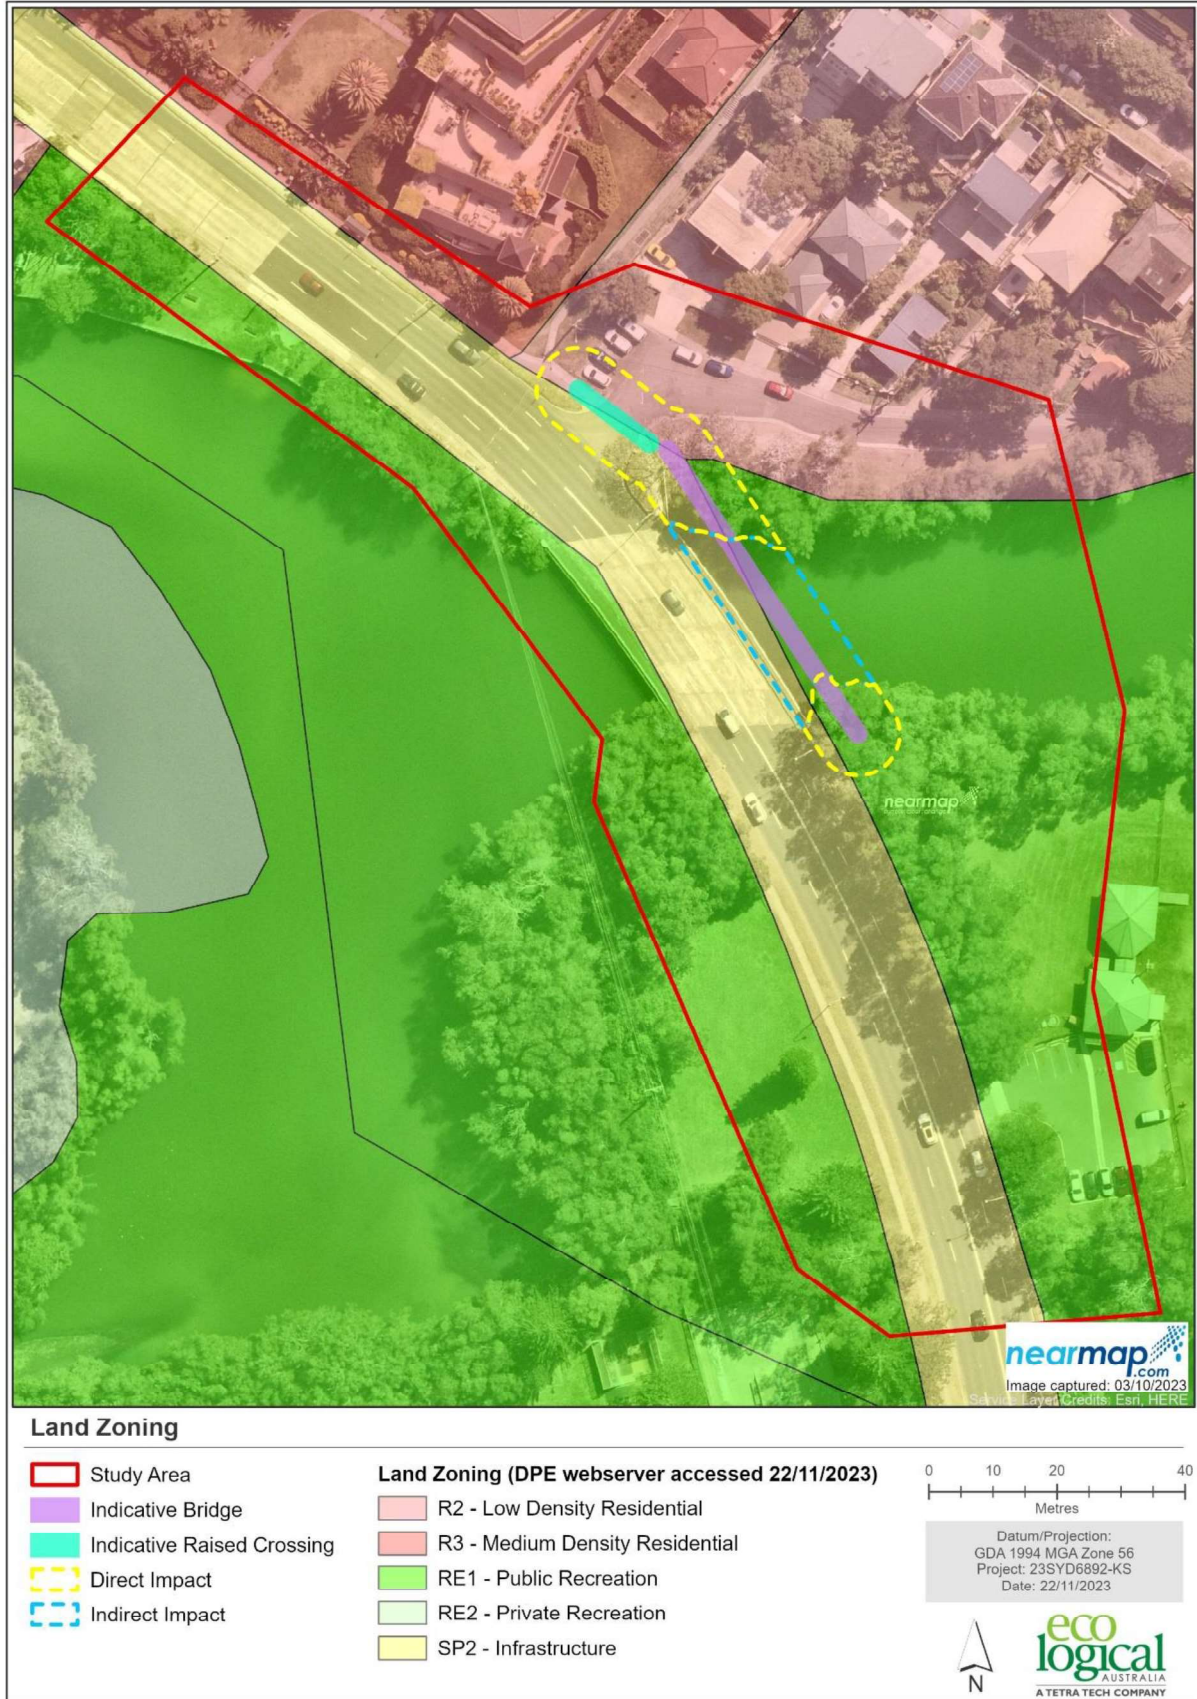 nearmap
nearmap
.com
Image captured: 03/10/2023
Service Layer Credits: Esri, HERE
Land Zoning
Study Area
Indicative Bridge
Indicative Raised Crossing
Direct Impact
Indirect Impact
Land Zoning (DPE webserver accessed 22/11/2023)
R2 - Low Density Residential
R3 - Medium Density Residential
RE1 - Public Recreation
RE2 - Private Recreation
SP2 - Infrastructure
0 10 20 40
Metres
Datum/Projection:
GDA 1994 MGA Zone 56
Project: 23SYD6892-KS
Date: 22/11/2023
N
eco
logical
AUSTRALIA
A TETRA TECH COMPANY